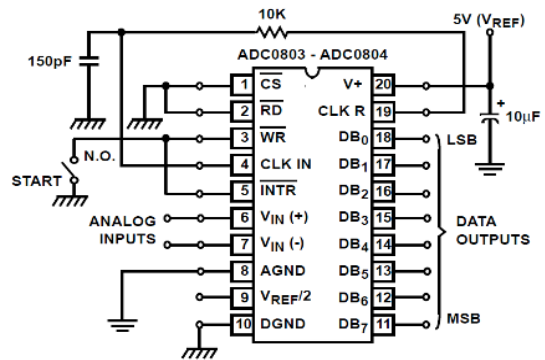 10K
5V (VREF)
150pF
ADC0803 - ADC0804
1 CS
2 RD
3 WR
4 CLK IN
5 INTR
6 VIN (+)
7 VIN (-)
8 AGND
9 VREF/2
10 DGND
V+ 20
CLK R 19
DB0 18
DB1 17
DB2 16
DB3 15
DB4 14
DB5 13
DB6 12
DB7 11
N.O.
START
ANALOG
INPUTS
+
10µF
LSB
DATA
OUTPUTS
MSB